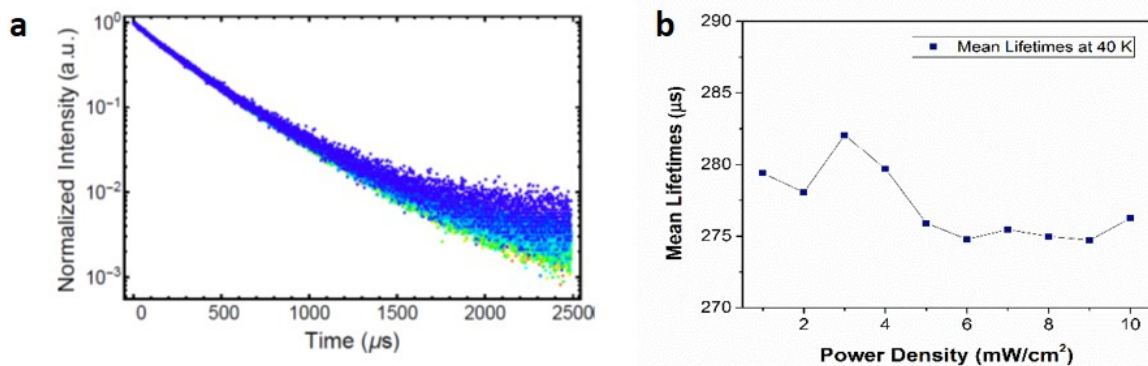 a
Normalized Intensity (a.u.)
10⁰
10⁻¹
10⁻²
10⁻³
0 500 1000 1500 2000 2500
Time (µs)
b
Mean Lifetimes (µs)
290
285
280
275
270
Mean Lifetimes at 40 K
2 4 6 8 10
Power Density (mW/cm²)